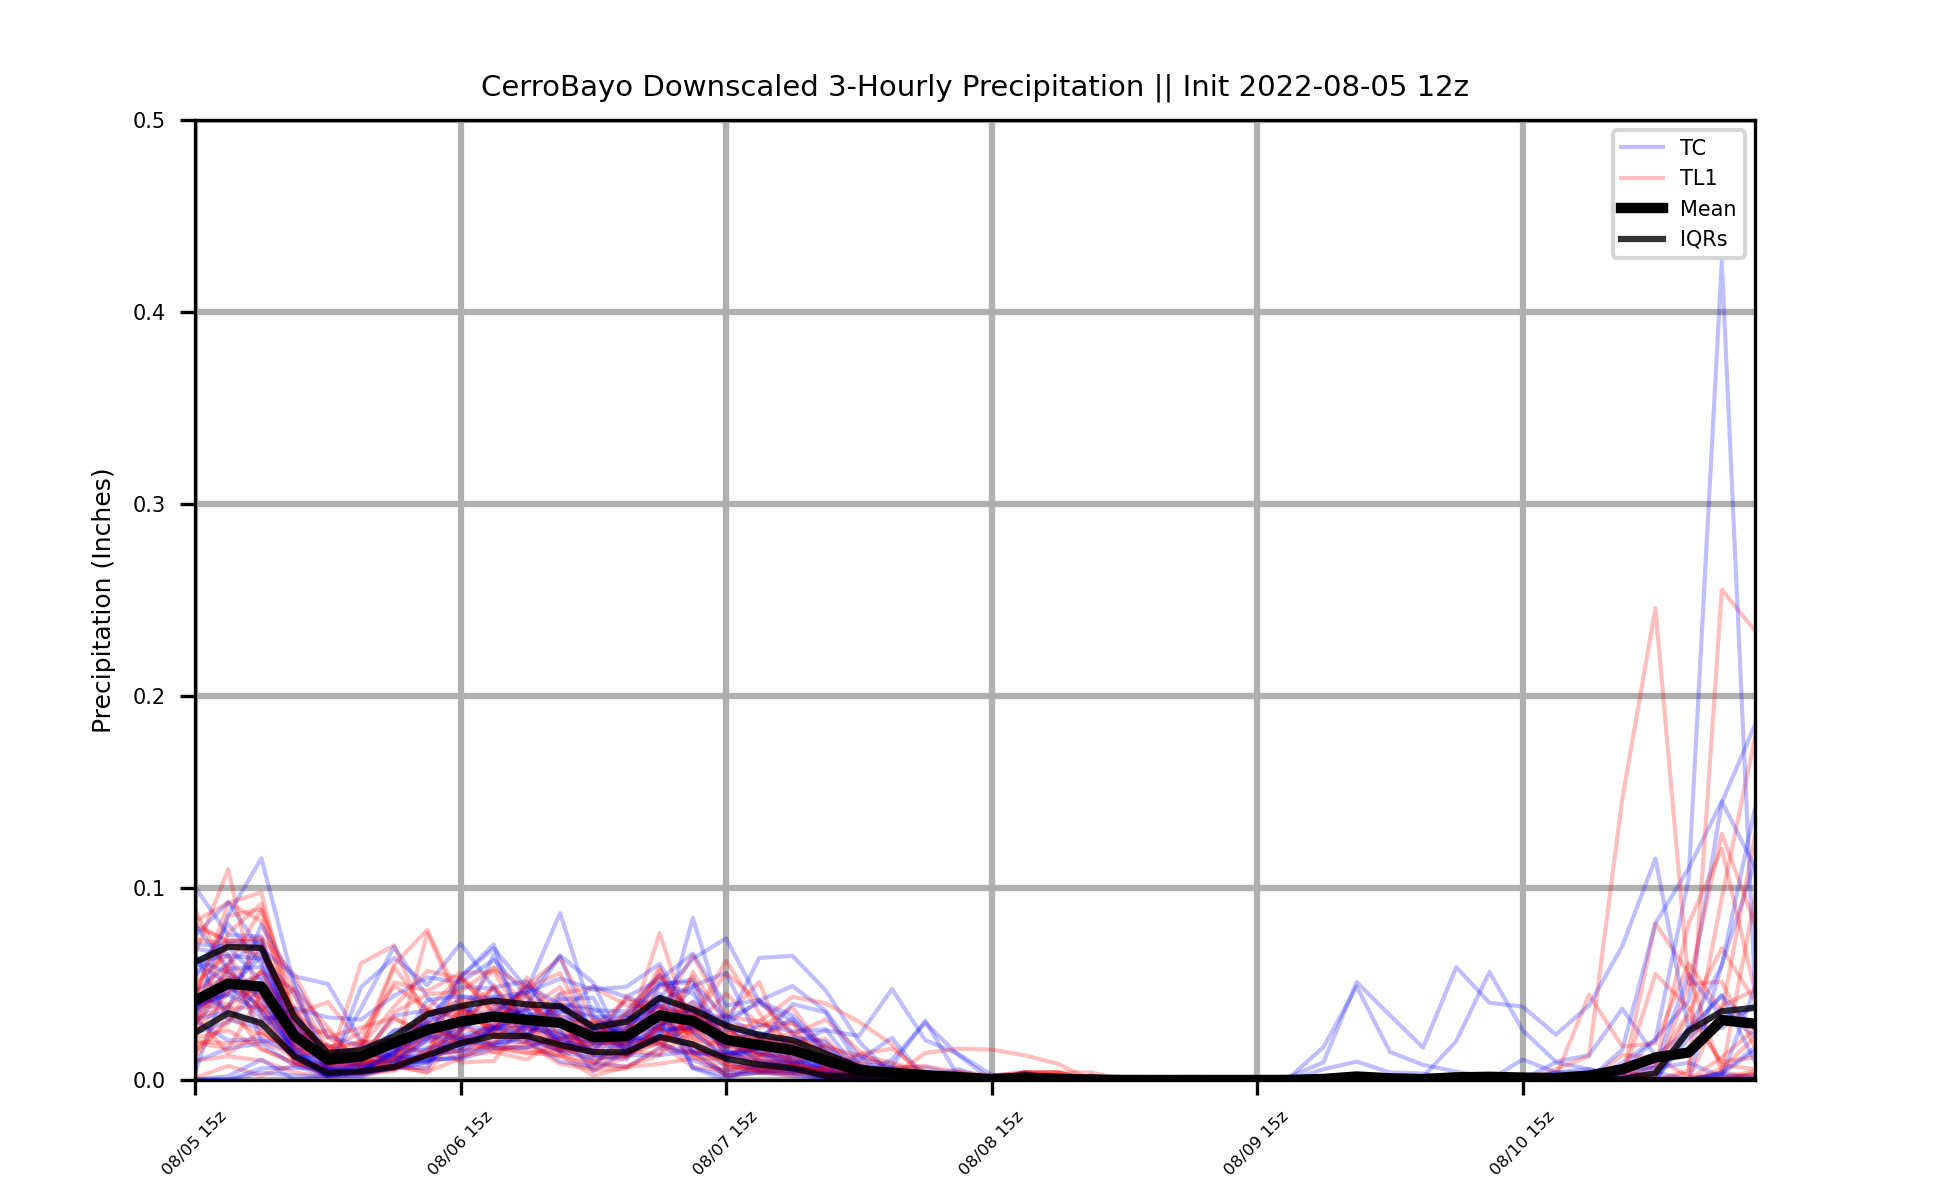 CerroBayo Downscaled 3-Hourly Precipitation || Init 2022-08-05 12z
0.5
0.4
0.3
0.2
0.1
0.0
Precipitation (Inches)
TC
TL1
Mean
IQRs
08/05 15z
08/06 15z
08/07 15z
08/08 15z
08/09 15z
08/10 15z